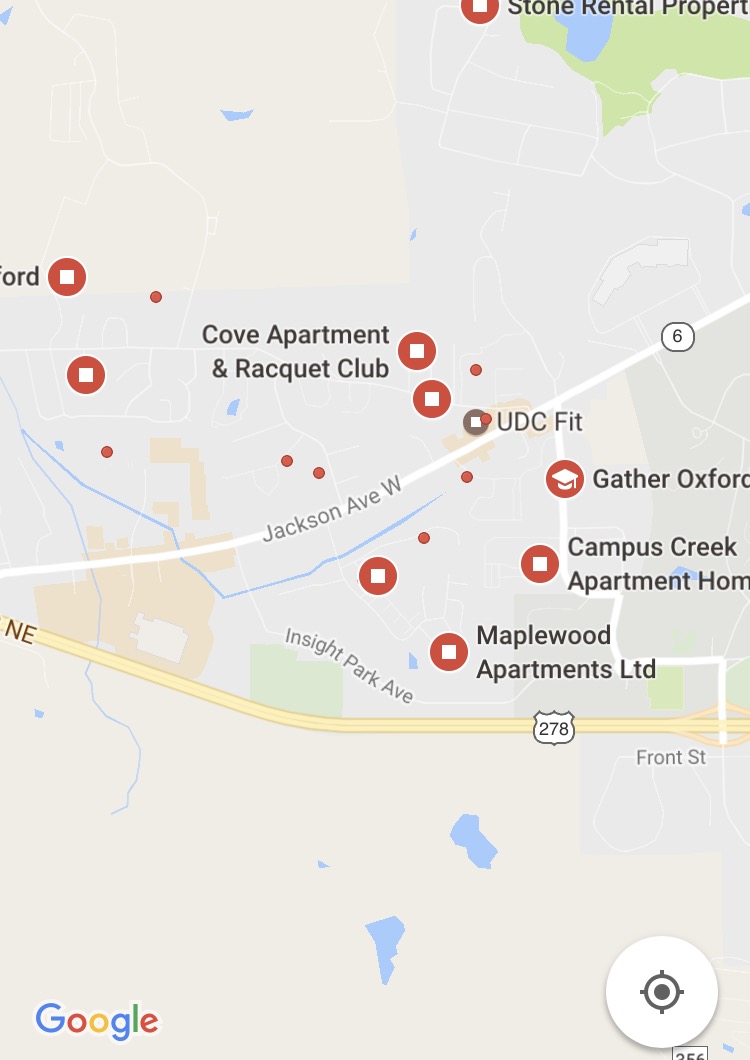 Stone Rental Propert
ford
Cove Apartment
& Racquet Club
6
UDC Fit
Jackson Ave W
Gather Oxford
Campus Creek
Apartment Hom
Maplewood
Apartments Ltd
Insight Park Ave
NE
278
Front St
Google
356